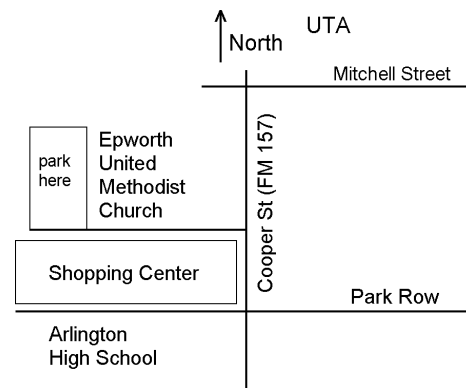 UTA
North
Mitchell Street
park
here
Epworth
United
Methodist
Church
Cooper St (FM 157)
Shopping Center
Park Row
Arlington
High School